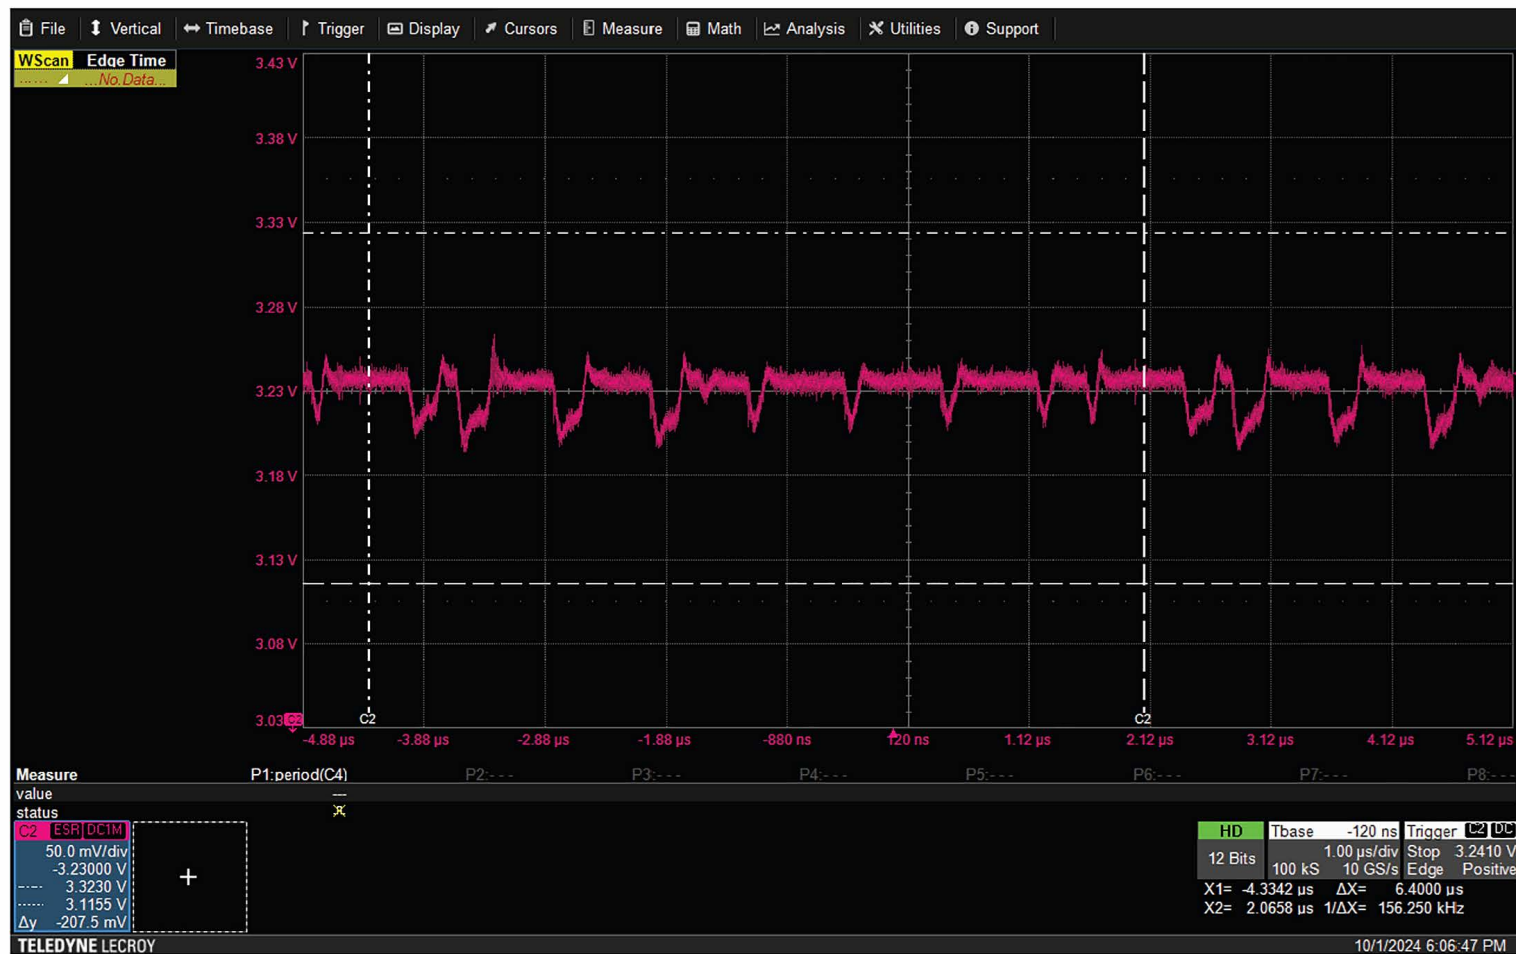 File Vertical Timebase Trigger Display Cursors Measure Math Analysis Utilities Support
WScan Edge Time
...... ...No.Data...
3.43 V
3.38 V
3.33 V
3.28 V
3.23 V
3.18 V
3.13 V
3.08 V
3.03 C2
C2 C2
-4.88 µs -3.88 µs -2.88 µs -1.88 µs -880 ns 120 ns 1.12 µs 2.12 µs 3.12 µs 4.12 µs 5.12 µs
Measure P1:period(C4) P2:- - - P3:- - - P4:- - - P5:- - - P6:- - - P7:- - - P8:- - -
value ---
status
C2 ESR DC1M
50.0 mV/div
-3.23000 V
3.3230 V
3.1155 V
Δy -207.5 mV
+
HD
12 Bits
Tbase -120 ns
1.00 µs/div
100 kS 10 GS/s
Trigger C2 DC
Stop 3.2410 V
Edge Positive
X1= -4.3342 µs ΔX= 6.4000 µs
X2= 2.0658 µs 1/ΔX= 156.250 kHz
TELEDYNE LECROY 10/1/2024 6:06:47 PM